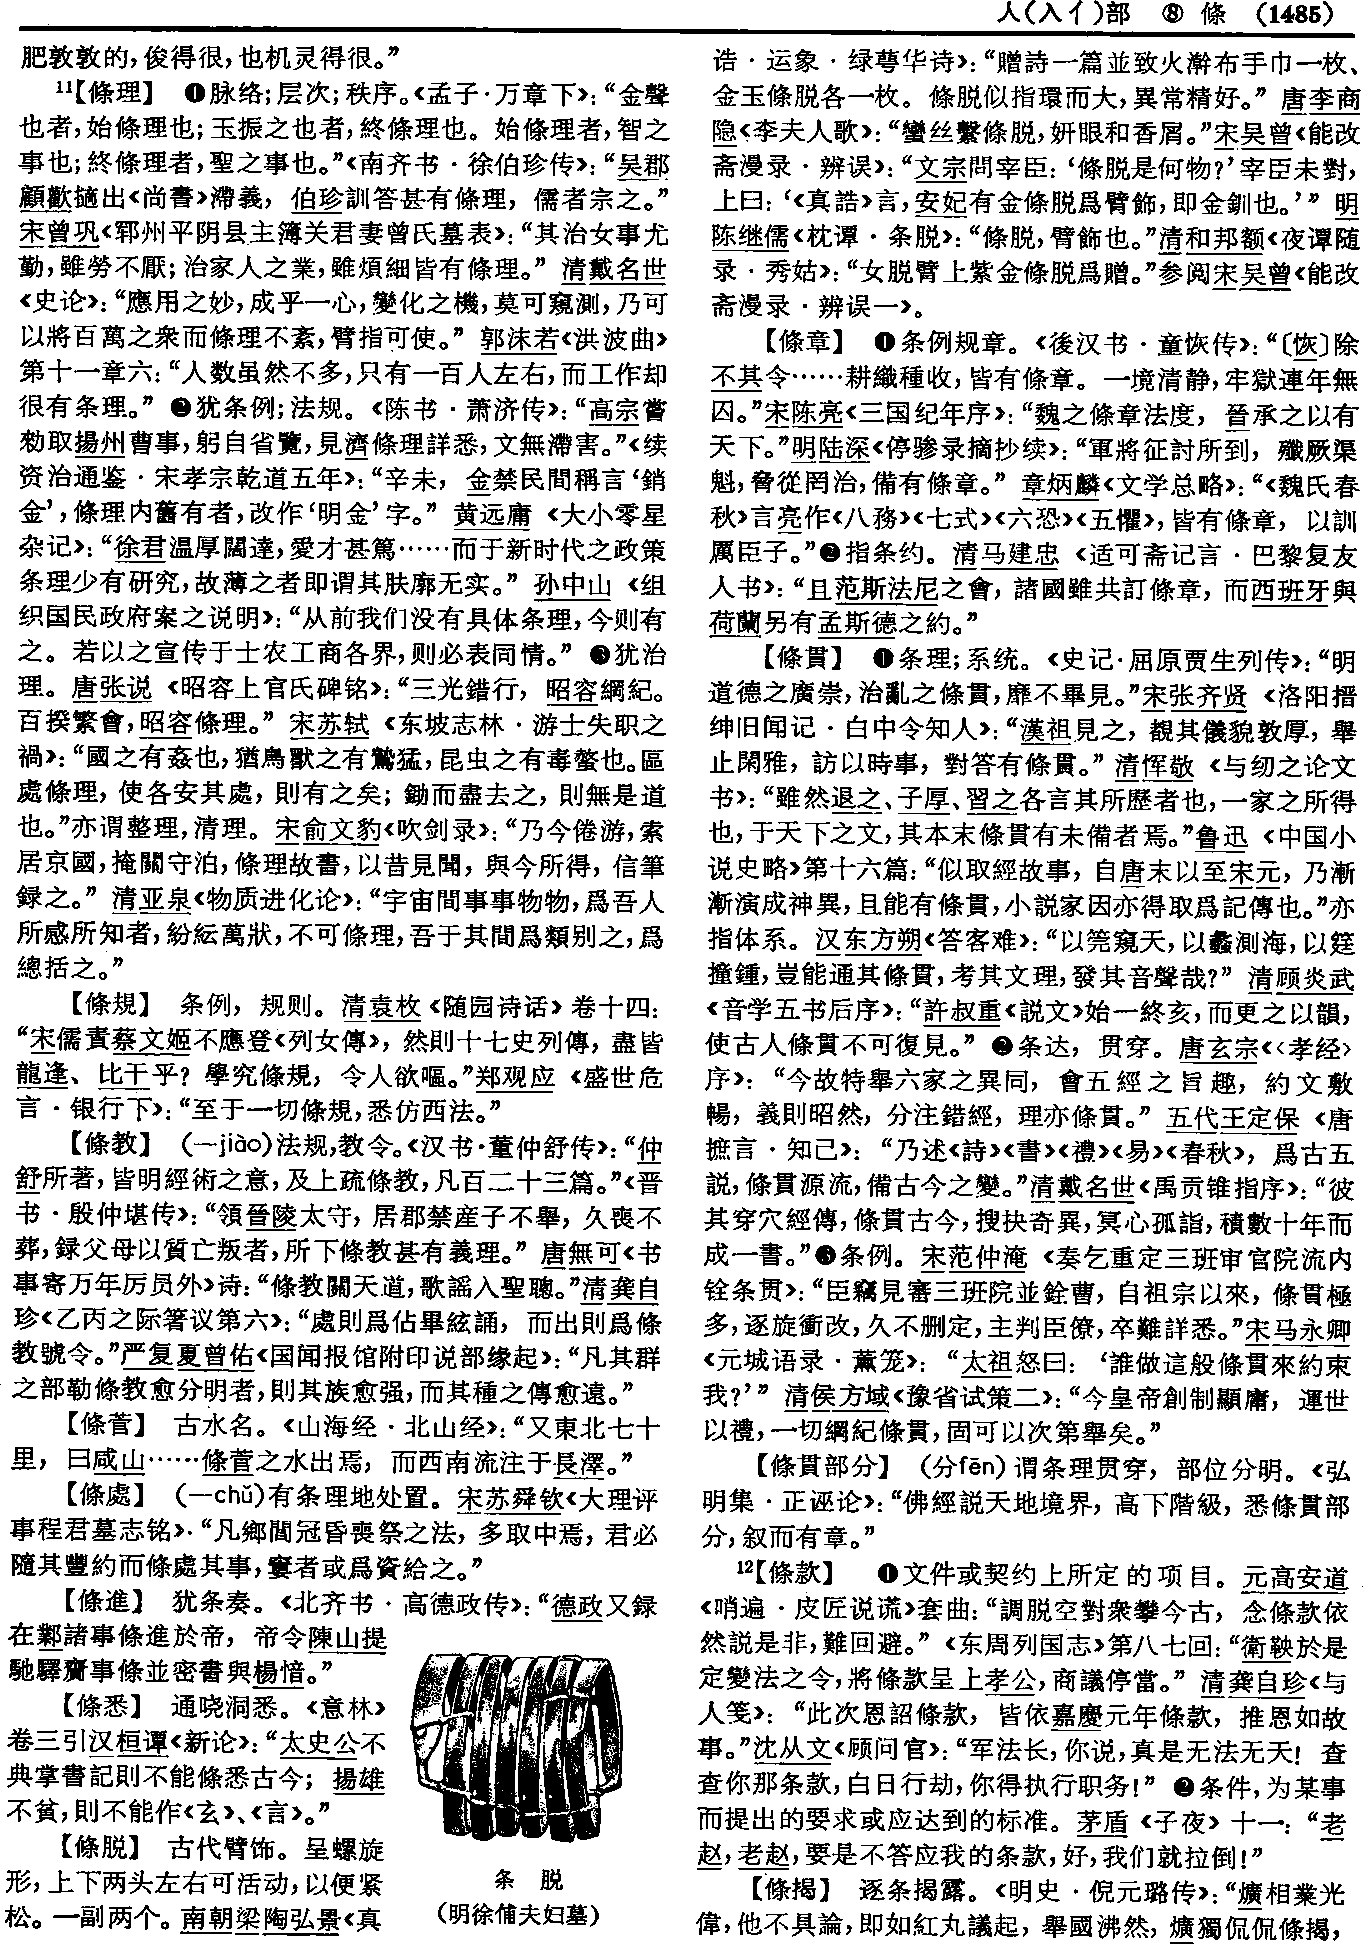 人(入亻)部 ⑧ 條 (1485)
肥敦敦的，俊得很，也机灵得很。”
11【條理】 ❶脉络；层次；秩序。《孟子·万章下》：“金聲
也者，始條理也；玉振之也者，終條理也。始條理者，智之
事也；終條理者，聖之事也。”《南齐书·徐伯珍传》：“吴郡
顧歡擿出《尚書》滯義，伯珍訓答甚有條理，儒者宗之。”
宋曾巩《郓州平阴县主簿关君妻曾氏墓表》：“其治女事尤
勤，雖勞不厭；治家人之業，雖煩細皆有條理。”清戴名世
《史论》：“應用之妙，成乎一心，變化之機，莫可窺測，乃可
以將百萬之衆而條理不紊，臂指可使。”郭沫若《洪波曲》
第十一章六：“人数虽然不多，只有一百人左右，而工作却
很有条理。”❷犹条例；法规。《陈书·萧济传》：“高宗嘗
勑取揚州曹事，躬自省覽，見濟條理詳悉，文無滯害。”《续
资治通鉴·宋孝宗乾道五年》：“辛未，金禁民間稱言‘銷
金’，條理内舊有者，改作‘明金’字。”黄远庸《大小零星
杂记》：“徐君温厚闊達，愛才甚篤……而于新时代之政策
条理少有研究，故薄之者即谓其肤廓无实。”孙中山《组
织国民政府案之说明》：“从前我们没有具体条理，今则有
之。若以之宣传于士农工商各界，则必表同情。”❸犹治
理。唐张说《昭容上官氏碑铭》：“三光錯行，昭容綱紀。
百揆繁會，昭容條理。”宋苏轼《东坡志林·游士失职之
祸》：“國之有姦也，猶鳥獸之有鷙猛，昆虫之有毒螫也。區
處條理，使各安其處，則有之矣；鋤而盡去之，則無是道
也。”亦谓整理，清理。宋俞文豹《吹剑录》：“乃今倦游，索
居京國，掩關守泊，條理故書，以昔見聞，與今所得，信筆
録之。”清亚泉《物质进化论》：“宇宙間事事物物，爲吾人
所感所知者，紛紜萬狀，不可條理，吾于其間爲類别之，爲
總括之。”
【條規】 条例，规则。清袁枚《随园诗话》卷十四：
“宋儒責蔡文姬不應登《列女傳》，然則十七史列傳，盡皆
龍逢、比干乎？學究條規，令人欲嘔。”郑观应《盛世危
言·银行下》：“至于一切條規，悉仿西法。”
【條教】 (一jiào)法规，教令。《汉书·董仲舒传》：“仲
舒所著，皆明經術之意，及上疏條教，凡百二十三篇。”《晋
书·殷仲堪传》：“領晉陵太守，居郡禁産子不舉，久喪不
葬，録父母以質亡叛者，所下條教甚有義理。”唐無可《书
事寄万年厉员外》诗：“條教關天道，歌謡入聖聰。”清龚自
珍《乙丙之际箸议第六》：“處則爲佔畢絃誦，而出則爲條
教號令。”严复夏曾佑《国闻报馆附印说部缘起》：“凡其群
之部勒條教愈分明者，則其族愈强，而其種之傳愈遠。”
【條菅】 古水名。《山海经·北山经》：“又東北七十
里，曰咸山……條菅之水出焉，而西南流注于長澤。”
【條處】 (一chǔ)有条理地处置。宋苏舜钦《大理评
事程君墓志铭》：“凡鄉閭冠昏喪祭之法，多取中焉，君必
隨其豐約而條處其事，窶者或爲資給之。”
【條進】 犹条奏。《北齐书·高德政传》：“德政又録
在鄴諸事條進於帝，帝令陳山提
馳驛齎事條並密書與楊愔。”
【條悉】 通晓洞悉。《意林》
卷三引汉桓谭《新论》：“太史公不
典掌書記則不能條悉古今；揚雄
不貧，則不能作《玄》、《言》。”
【條脱】 古代臂饰。呈螺旋
形，上下两头左右可活动，以便紧
松。一副两个。南朝梁陶弘景《真
条 脱
(明徐俌夫妇墓)
诰·运象·绿萼华诗》：“贈詩一篇並致火澣布手巾一枚、
金玉條脱各一枚。條脱似指環而大，異常精好。”唐李商
隐《李夫人歌》：“蠻丝繫條脱，妍眼和香屑。”宋吴曾《能改
斋漫录·辨误》：“文宗問宰臣：‘條脱是何物？’宰臣未對，
上曰：‘《真誥》言，安妃有金條脱爲臂飾，即金釧也。’”明
陈继儒《枕谭·条脱》：“條脱，臂飾也。”清和邦额《夜谭随
录·秀姑》：“女脱臂上紫金條脱爲贈。”参阅宋吴曾《能改
斋漫录·辨误一》。
【條章】 ❶条例规章。《後汉书·童恢传》：“〔恢〕除
不其令……耕織種收，皆有條章。一境清静，牢獄連年無
囚。”宋陈亮《三国纪年序》：“魏之條章法度，晉承之以有
天下。”明陆深《停骖录摘抄续》：“軍將征討所到，殲厥渠
魁，脅從罔治，備有條章。”章炳麟《文学总略》：“《魏氏春
秋》言亮作《八務》《七式》《六恐》《五懼》，皆有條章，以訓
厲臣子。”❷指条约。清马建忠《适可斋记言·巴黎复友
人书》：“且范斯法尼之會，諸國雖共訂條章，而西班牙與
荷蘭另有孟斯德之約。”
【條貫】 ❶条理；系统。《史记·屈原贾生列传》：“明
道德之廣崇，治亂之條貫，靡不畢見。”宋张齐贤《洛阳搢
绅旧闻记·白中令知人》：“漢祖見之，覩其儀貌敦厚，舉
止閑雅，訪以時事，對答有條貫。”清恽敬《与纫之论文
书》：“雖然退之、子厚、習之各言其所歷者也，一家之所得
也，于天下之文，其本末條貫有未備者焉。”鲁迅《中国小
说史略》第十六篇：“似取經故事，自唐末以至宋元，乃漸
漸演成神異，且能有條貫，小説家因亦得取爲記傳也。”亦
指体系。汉东方朔《答客难》：“以筦窺天，以蠡測海，以筳
撞鍾，豈能通其條貫，考其文理，發其音聲哉？”清顾炎武
《音学五书后序》：“許叔重《説文》始一終亥，而更之以韻，
使古人條貫不可復見。”❷条达，贯穿。唐玄宗《〈孝经〉
序》：“今故特舉六家之異同，會五經之旨趣，約文敷
暢，義則昭然，分注錯經，理亦條貫。”五代王定保《唐
摭言·知己》：“乃述《詩》《書》《禮》《易》《春秋》，爲古五
説，條貫源流，備古今之變。”清戴名世《禹贡锥指序》：“彼
其穿穴經傳，條貫古今，搜抉奇異，冥心孤詣，積數十年而
成一書。”❸条例。宋范仲淹《奏乞重定三班审官院流内
铨条贯》：“臣竊見審三班院並銓曹，自祖宗以來，條貫極
多，逐旋衝改，久不删定，主判臣僚，卒難詳悉。”宋马永卿
《元城语录·薰笼》：“太祖怒曰：‘誰做這般條貫來約束
我？’”清侯方域《豫省试策二》：“今皇帝創制顯庸，運世
以禮，一切綱紀條貫，固可以次第舉矣。”
【條貫部分】 (分fēn)谓条理贯穿，部位分明。《弘
明集·正诬论》：“佛經説天地境界，高下階級，悉條貫部
分，叙而有章。”
12【條款】 ❶文件或契约上所定的项目。元高安道
《哨遍·皮匠说谎》套曲：“調脱空對衆攀今古，念條款依
然説是非，難回避。”《东周列国志》第八七回：“衛鞅於是
定變法之令，將條款呈上孝公，商議停當。”清龚自珍《与
人笺》：“此次恩詔條款，皆依嘉慶元年條款，推恩如故
事。”沈从文《顾问官》：“军法长，你说，真是无法无天！查
查你那条款，白日行劫，你得执行职务！”❷条件，为某事
而提出的要求或应达到的标准。茅盾《子夜》十一：“老
赵，老赵，要是不答应我的条款，好，我们就拉倒！”
【條揭】 逐条揭露。《明史·倪元璐传》：“爌相業光
偉，他不具論，即如紅丸議起，舉國沸然，爌獨侃侃條揭，